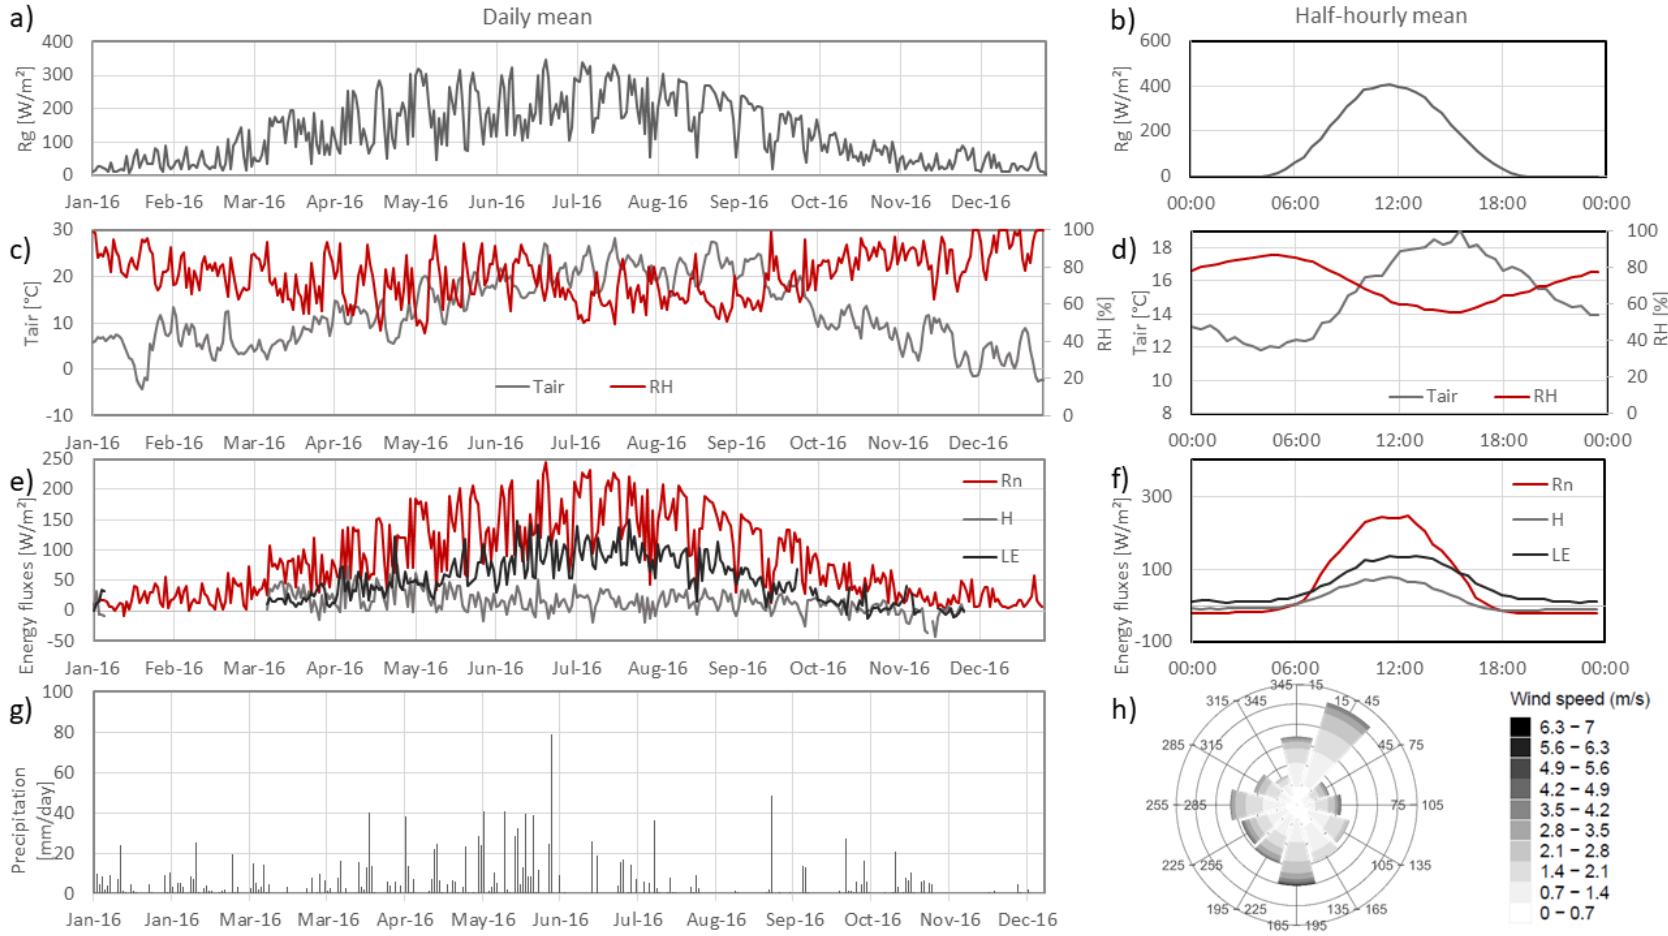 a)
Daily mean
Rg [W/m²]
400
300
200
100
0
Jan-16 Feb-16 Mar-16 Apr-16 May-16 Jun-16 Jul-16 Aug-16 Sep-16 Oct-16 Nov-16 Dec-16
b)
Half-hourly mean
Rg [W/m²]
600
400
200
0
00:00 06:00 12:00 18:00 00:00
c)
Tair [°C]
30
20
10
0
-10
Tair RH
RH [%]
100
80
60
40
20
0
Jan-16 Feb-16 Mar-16 Apr-16 May-16 Jun-16 Jul-16 Aug-16 Sep-16 Oct-16 Nov-16 Dec-16
d)
Tair [°C]
18
16
14
12
10
8
Tair RH
RH [%]
100
80
60
40
20
0
00:00 06:00 12:00 18:00 00:00
e)
Energy fluxes [W/m²]
250
200
150
100
50
0
-50
Rn
H
LE
Jan-16 Feb-16 Mar-16 Apr-16 May-16 Jun-16 Jul-16 Aug-16 Sep-16 Oct-16 Nov-16 Dec-16
f)
Energy fluxes [W/m²]
300
100
-100
Rn
H
LE
00:00 06:00 12:00 18:00 00:00
g)
Precipitation
[mm/day]
100
80
60
40
20
0
Jan-16 Jan-16 Mar-16 Mar-16 Apr-16 May-16 Jun-16 Jul-16 Aug-16 Sep-16 Oct-16 Nov-16 Dec-16
h)
345 – 15
15 – 45
45 – 75
75 – 105
105 – 135
135 – 165
165 – 195
195 – 225
225 – 255
255 – 285
285 – 315
315 – 345
Wind speed (m/s)
6.3 – 7
5.6 – 6.3
4.9 – 5.6
4.2 – 4.9
3.5 – 4.2
2.8 – 3.5
2.1 – 2.8
1.4 – 2.1
0.7 – 1.4
0 – 0.7